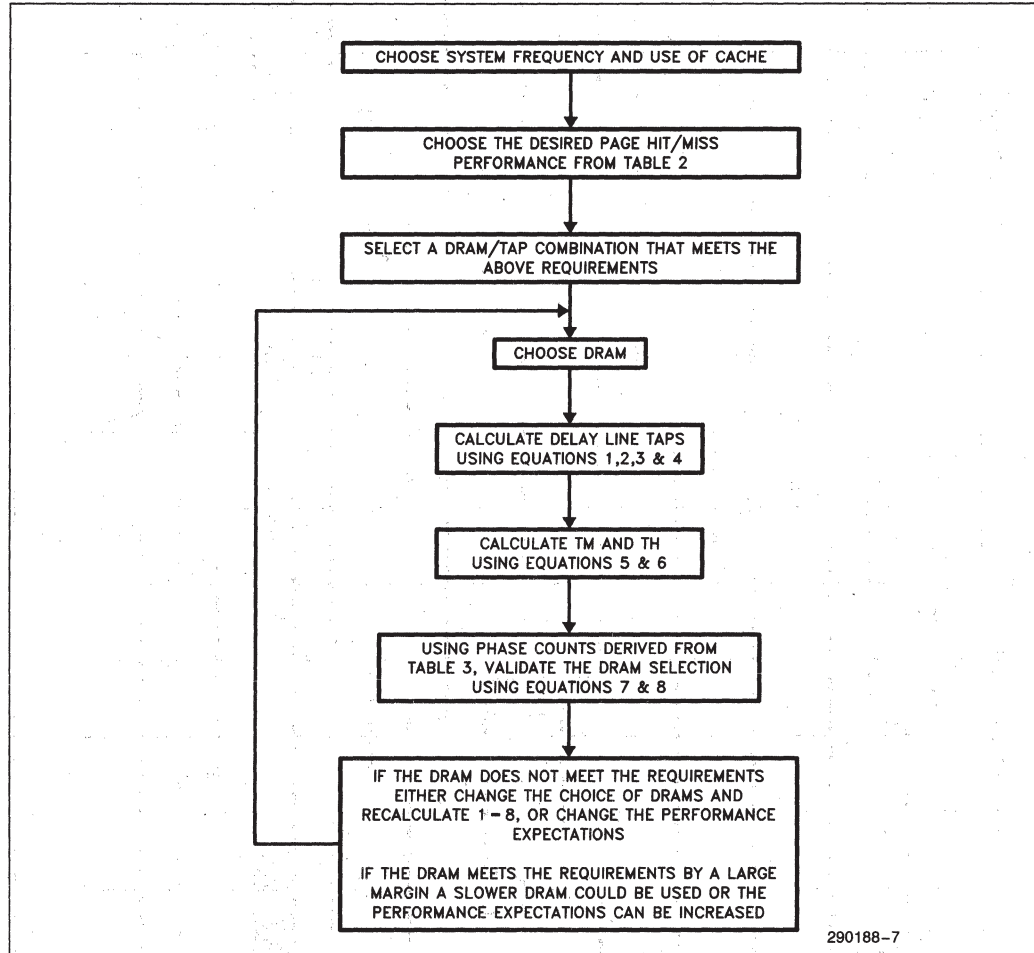 CHOOSE SYSTEM FREQUENCY AND USE OF CACHE
CHOOSE THE DESIRED PAGE HIT/MISS
PERFORMANCE FROM TABLE 2
SELECT A DRAM/TAP COMBINATION THAT MEETS THE
ABOVE REQUIREMENTS
CHOOSE DRAM
CALCULATE DELAY LINE TAPS
USING EQUATIONS 1,2,3 & 4
CALCULATE TM AND TH
USING EQUATIONS 5 & 6
USING PHASE COUNTS DERIVED FROM
TABLE 3, VALIDATE THE DRAM SELECTION
USING EQUATIONS 7 & 8
IF THE DRAM DOES NOT MEET THE REQUIREMENTS
EITHER CHANGE THE CHOICE OF DRAMS AND
RECALCULATE 1–8, OR CHANGE THE PERFORMANCE
EXPECTATIONS
IF THE DRAM MEETS THE REQUIREMENTS BY A LARGE
MARGIN A SLOWER DRAM COULD BE USED OR THE
PERFORMANCE EXPECTATIONS CAN BE INCREASED
290188–7